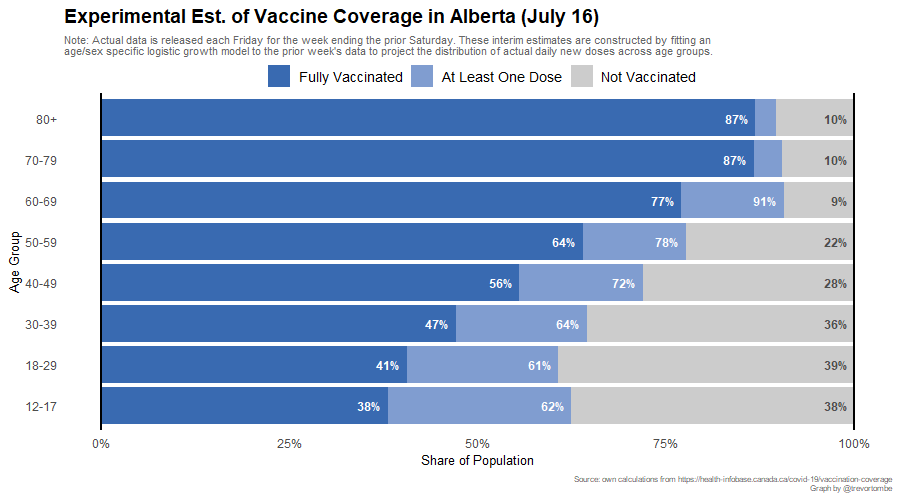 Experimental Est. of Vaccine Coverage in Alberta (July 16)
Note: Actual data is released each Friday for the week ending the prior Saturday. These interim estimates are constructed by fitting an
age/sex specific logistic growth model to the prior week's data to project the distribution of actual daily new doses across age groups.
Fully Vaccinated At Least One Dose Not Vaccinated
80+ 87% 10%
70-79 87% 10%
60-69 77% 91% 9%
50-59 64% 78% 22%
Age Group
40-49 56% 72% 28%
30-39 47% 64% 36%
18-29 41% 61% 39%
12-17 38% 62% 38%
0% 25% 50% 75% 100%
Share of Population
Source: own calculations from https://health-infobase.canada.ca/covid-19/vaccination-coverage
Graph by @trevortombe